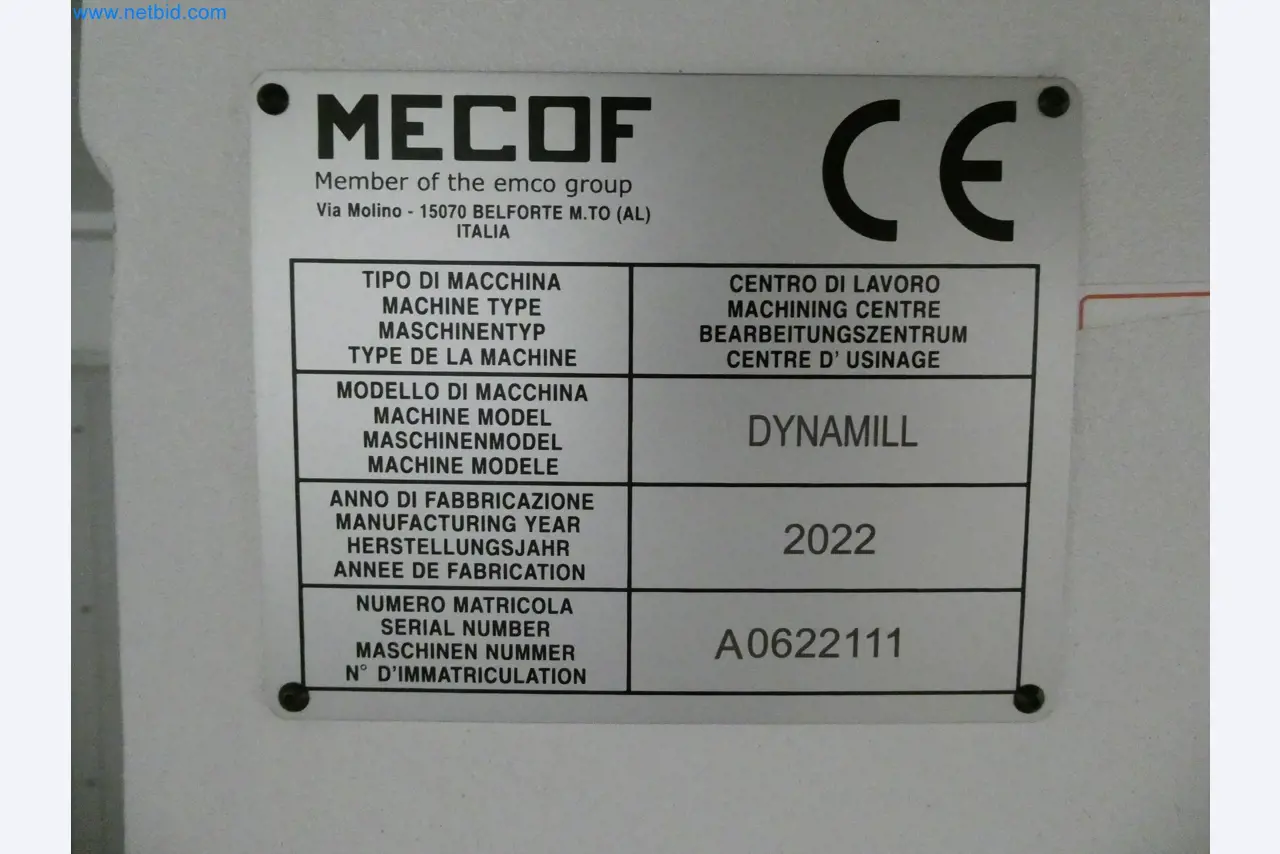 www.netbid.com
MECOF
Member of the emco group
Via Molino - 15070 BELFORTE M.TO (AL)
ITALIA
CE
TIPO DI MACCHINA
MACHINE TYPE
MASCHINENTYP
TYPE DE LA MACHINE
CENTRO DI LAVORO
MACHINING CENTRE
BEARBEITUNGSZENTRUM
CENTRE D' USINAGE
MODELLO DI MACCHINA
MACHINE MODEL
MASCHINENMODEL
MACHINE MODELE
DYNAMILL
ANNO DI FABBRICAZIONE
MANUFACTURING YEAR
HERSTELLUNGSJAHR
ANNEE DE FABRICATION
2022
NUMERO MATRICOLA
SERIAL NUMBER
MASCHINEN NUMMER
N° D'IMMATRICULATION
A0622111